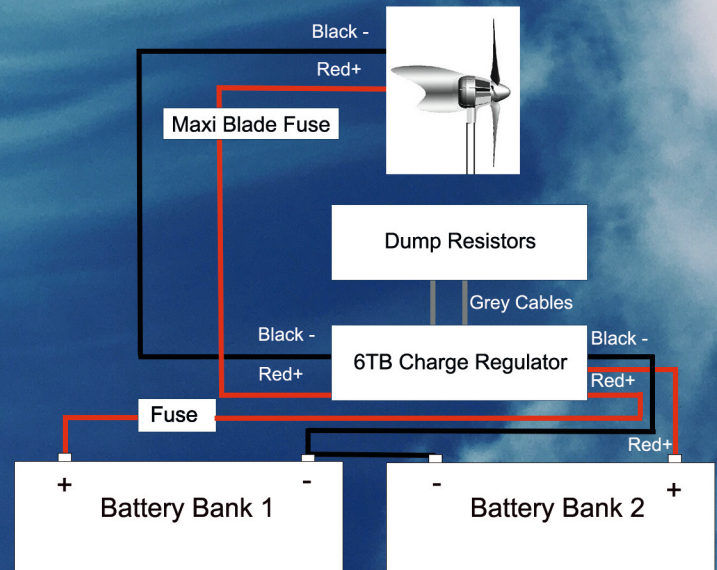 Black -
Red+
Maxi Blade Fuse
Dump Resistors
Grey Cables
Black -
Black -
6TB Charge Regulator
Red+
Red+
Fuse
Red+
+
-
-
+
Battery Bank 1
Battery Bank 2